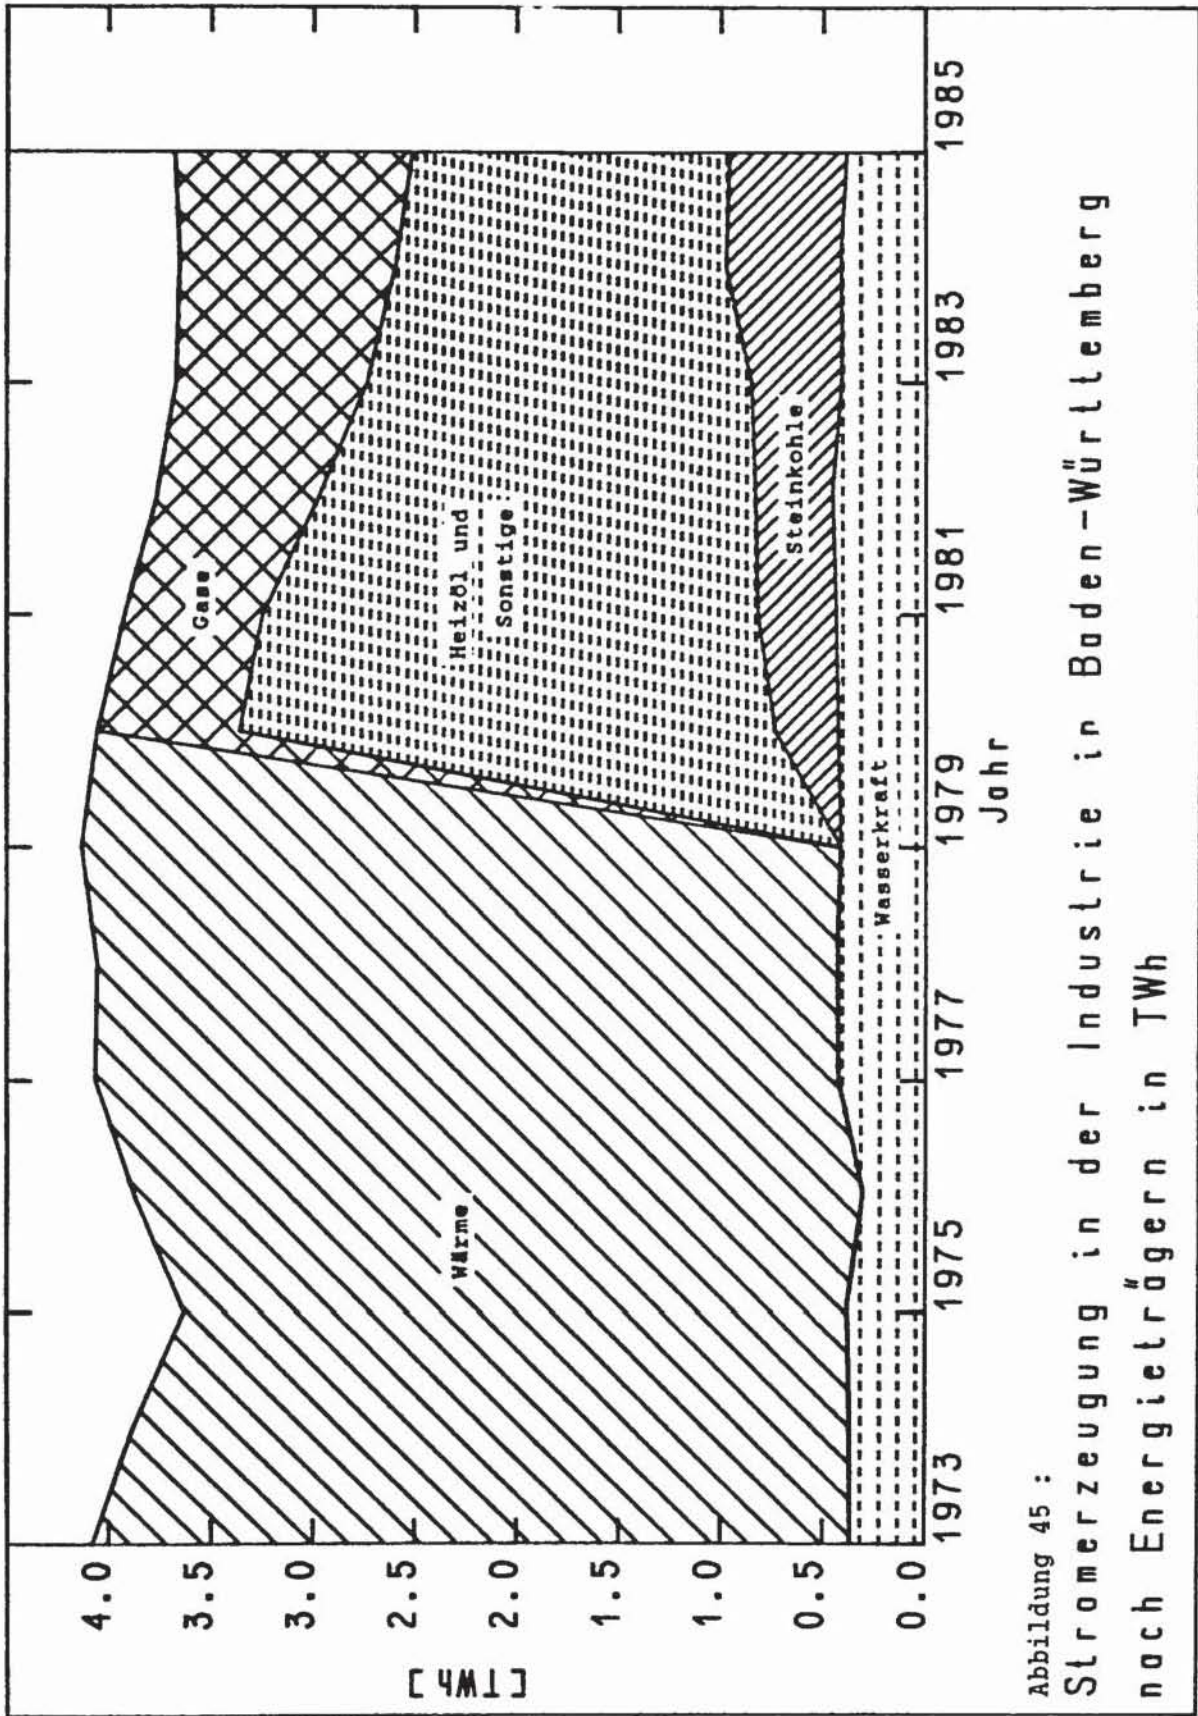 [TWh]
4.0
3.5
3.0
2.5
2.0
1.5
1.0
0.5
0.0
Wärme
Gase
Heizöl und
Sonstige
Steinkohle
Wasserkraft
1973 1975 1977 1979 1981 1983 1985
Jahr
Abbildung 45 :
Stromerzeugung in der Industrie in Baden-Württemberg
nach Energieträgern in TWh